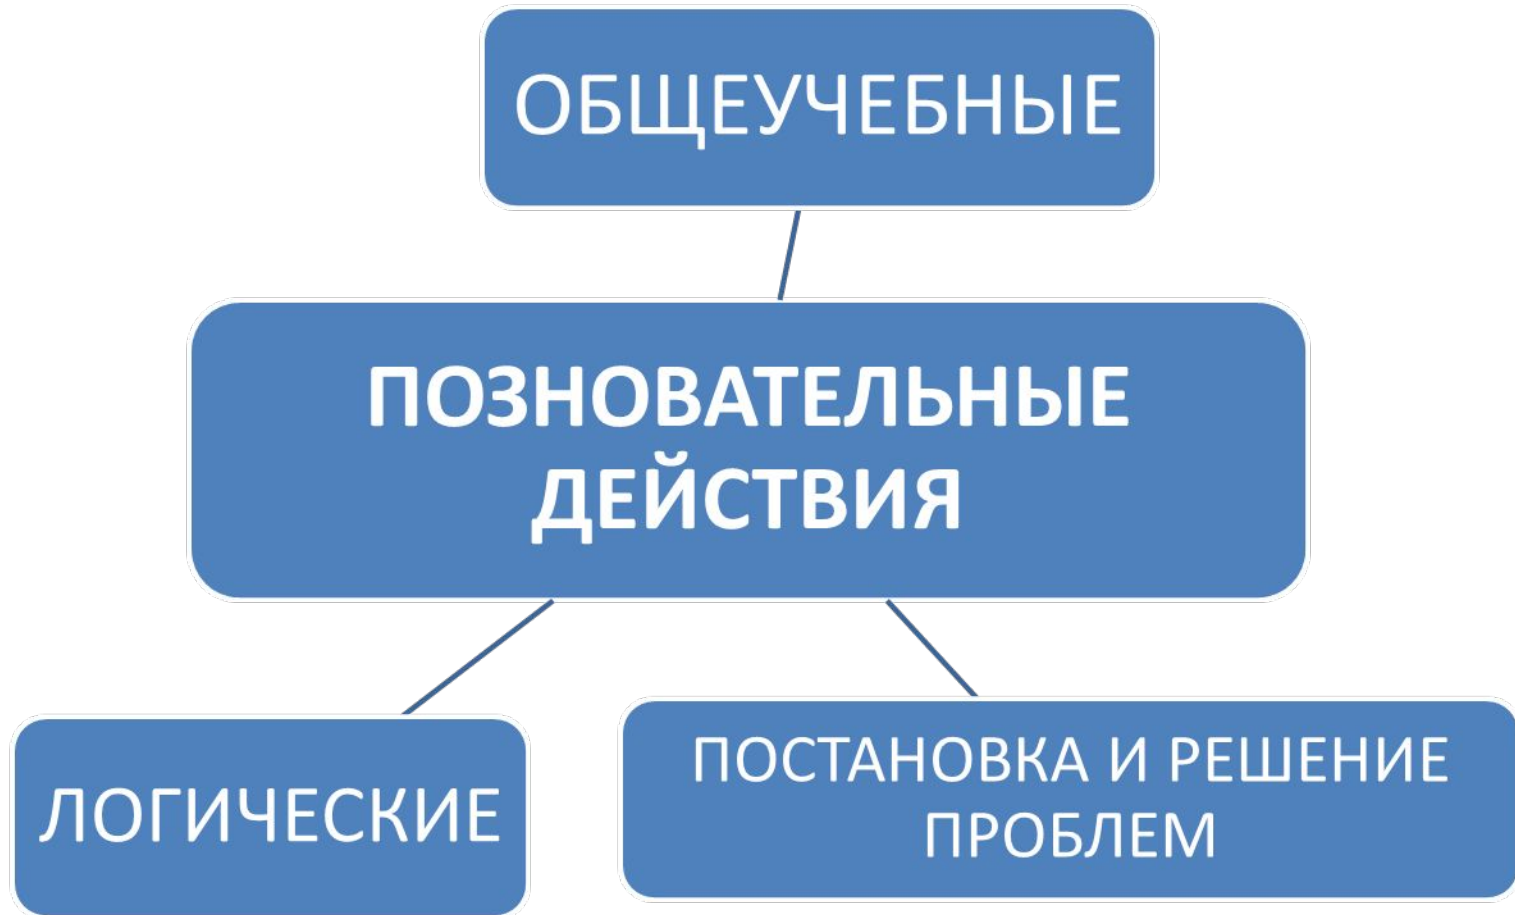 ОБЩЕУЧЕБНЫЕ
ПОЗНОВАТЕЛЬНЫЕ
ДЕЙСТВИЯ
ЛОГИЧЕСКИЕ
ПОСТАНОВКА И РЕШЕНИЕ
ПРОБЛЕМ